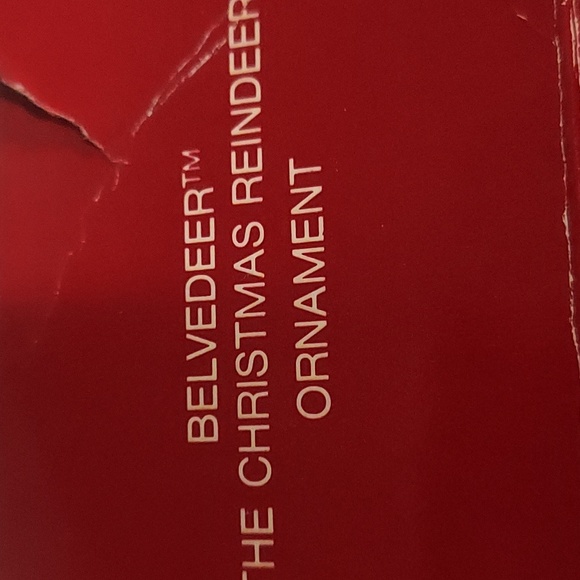 BELVEDEER™
THE CHRISTMAS REINDEER
ORNAMENT